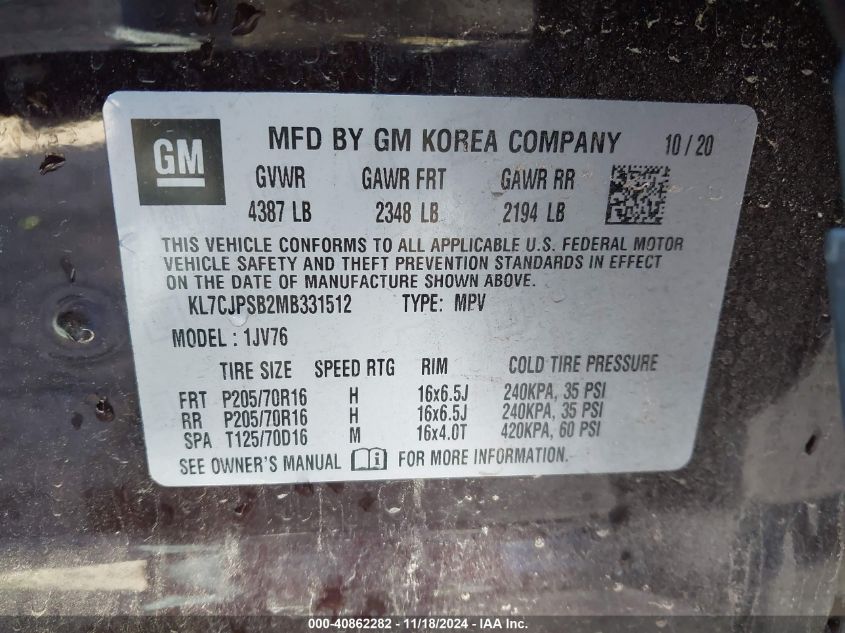 GM
MFD BY GM KOREA COMPANY 10/20
GVWR GAWR FRT GAWR RR
4387 LB 2348 LB 2194 LB
THIS VEHICLE CONFORMS TO ALL APPLICABLE U.S. FEDERAL MOTOR
VEHICLE SAFETY AND THEFT PREVENTION STANDARDS IN EFFECT
ON THE DATE OF MANUFACTURE SHOWN ABOVE.
KL7CJPSB2MB331512 TYPE: MPV
MODEL : 1JV76
TIRE SIZE SPEED RTG RIM COLD TIRE PRESSURE
FRT P205/70R16 H 16x6.5J 240KPA, 35 PSI
RR P205/70R16 H 16x6.5J 240KPA, 35 PSI
SPA T125/70D16 M 16x4.0T 420KPA, 60 PSI
SEE OWNER'S MANUAL i FOR MORE INFORMATION.
000-40862282 - 11/18/2024 - IAA Inc.